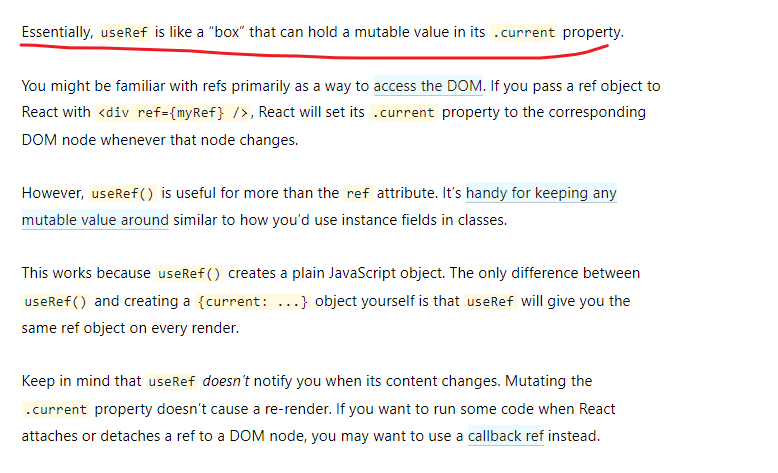 Essentially, useRef is like a “box” that can hold a mutable value in its .current property.
You might be familiar with refs primarily as a way to access the DOM. If you pass a ref object to
React with <div ref={myRef} />, React will set its .current property to the corresponding
DOM node whenever that node changes.
However, useRef() is useful for more than the ref attribute. It’s handy for keeping any
mutable value around similar to how you’d use instance fields in classes.
This works because useRef() creates a plain JavaScript object. The only difference between
useRef() and creating a {current: ...} object yourself is that useRef will give you the
same ref object on every render.
Keep in mind that useRef doesn’t notify you when its content changes. Mutating the
.current property doesn’t cause a re-render. If you want to run some code when React
attaches or detaches a ref to a DOM node, you may want to use a callback ref instead.